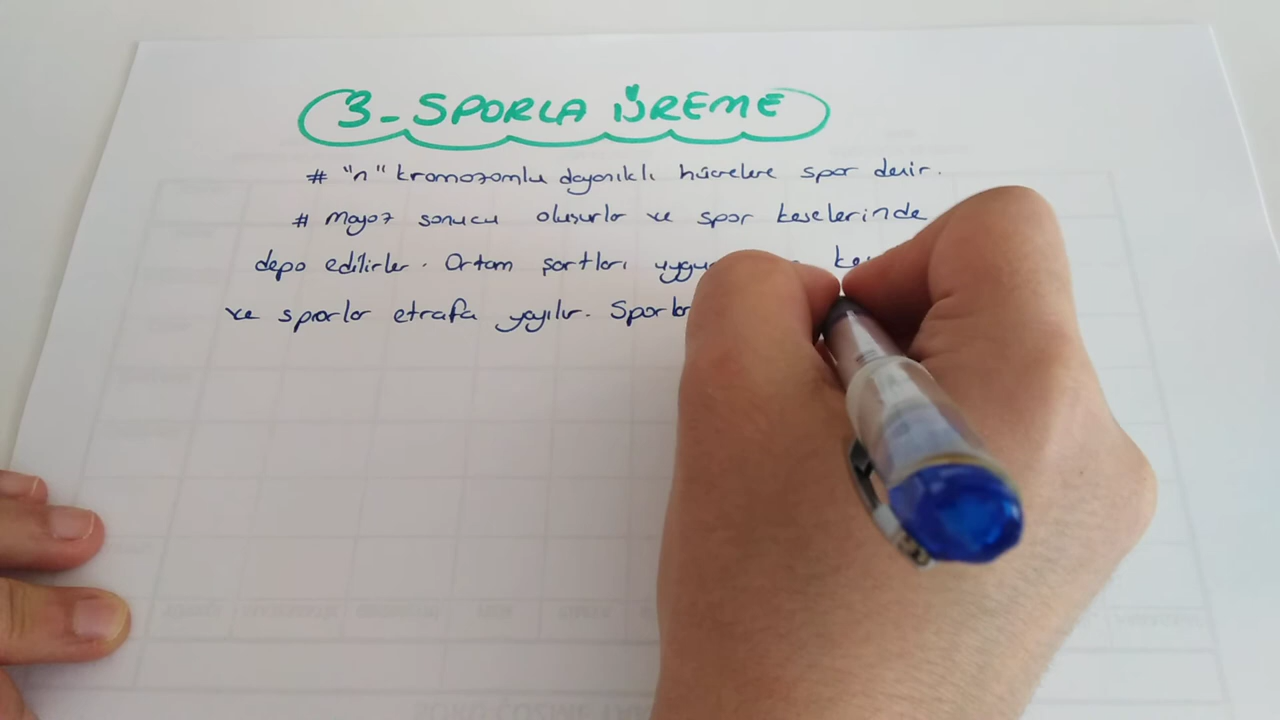 3- SPORLA ÜREME
# "n" kromozomlu dayanıklı hücrelere spor denir.
# Mayoz sonucu oluşurlar ve spor keselerinde
depo edilirler. Ortam şartları
ve sporlar etrafa yayılır. Sporlar